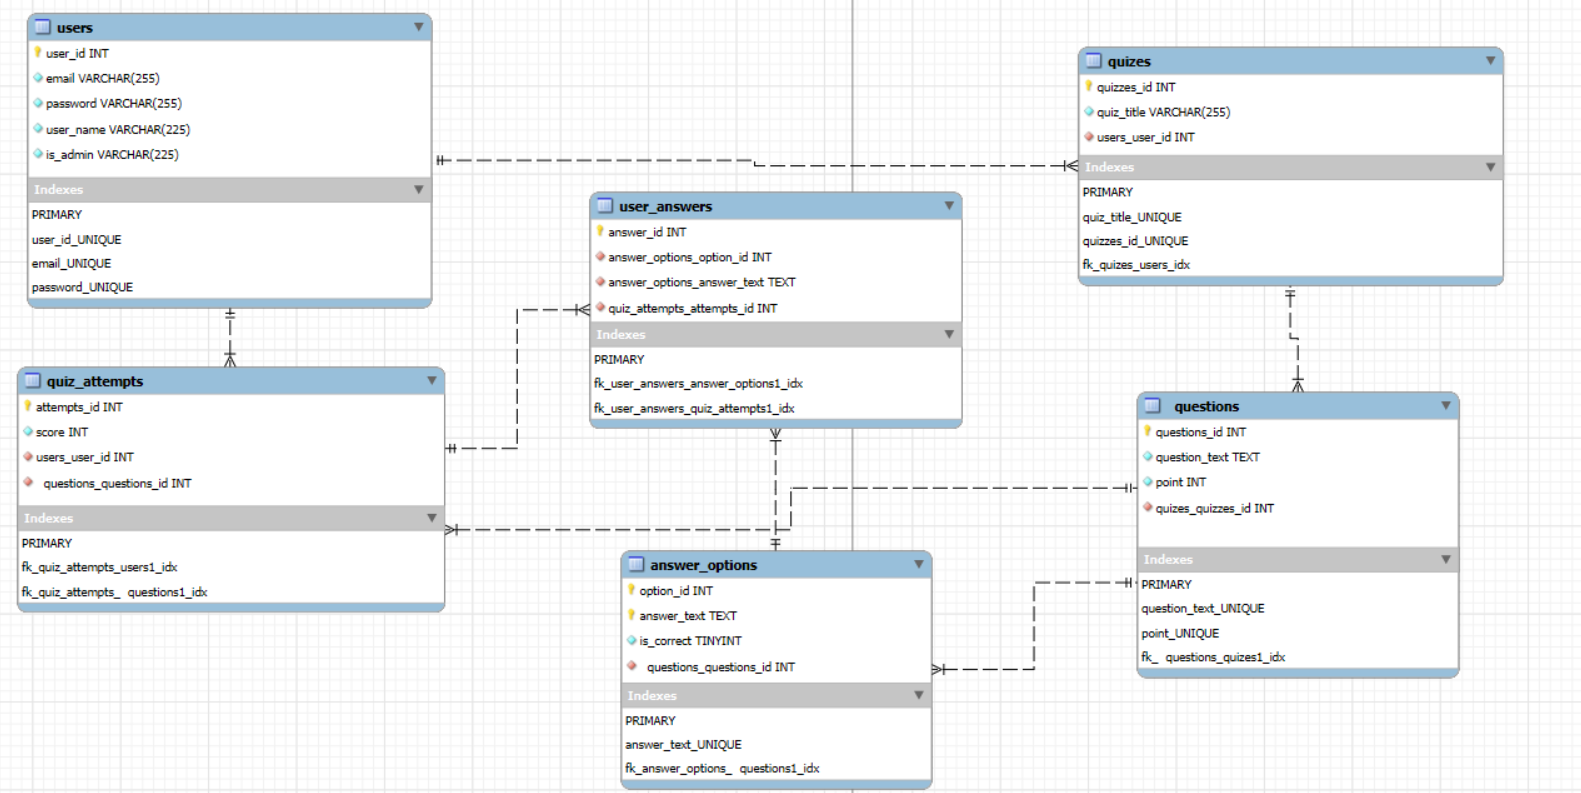 users
user_id INT
email VARCHAR(255)
password VARCHAR(255)
user_name VARCHAR(225)
is_admin VARCHAR(225)
Indexes
PRIMARY
user_id_UNIQUE
email_UNIQUE
password_UNIQUE
quizes
quizzes_id INT
quiz_title VARCHAR(255)
users_user_id INT
Indexes
PRIMARY
quiz_title_UNIQUE
quizzes_id_UNIQUE
fk_quizes_users_idx
user_answers
answer_id INT
answer_options_option_id INT
answer_options_answer_text TEXT
quiz_attempts_attempts_id INT
Indexes
PRIMARY
fk_user_answers_answer_options1_idx
fk_user_answers_quiz_attempts1_idx
quiz_attempts
attempts_id INT
score INT
users_user_id INT
questions_questions_id INT
Indexes
PRIMARY
fk_quiz_attempts_users1_idx
fk_quiz_attempts_ questions1_idx
questions
questions_id INT
question_text TEXT
point INT
quizes_quizzes_id INT
Indexes
PRIMARY
question_text_UNIQUE
point_UNIQUE
fk_ questions_quizes1_idx
answer_options
option_id INT
answer_text TEXT
is_correct TINYINT
questions_questions_id INT
Indexes
PRIMARY
answer_text_UNIQUE
fk_answer_options_ questions1_idx